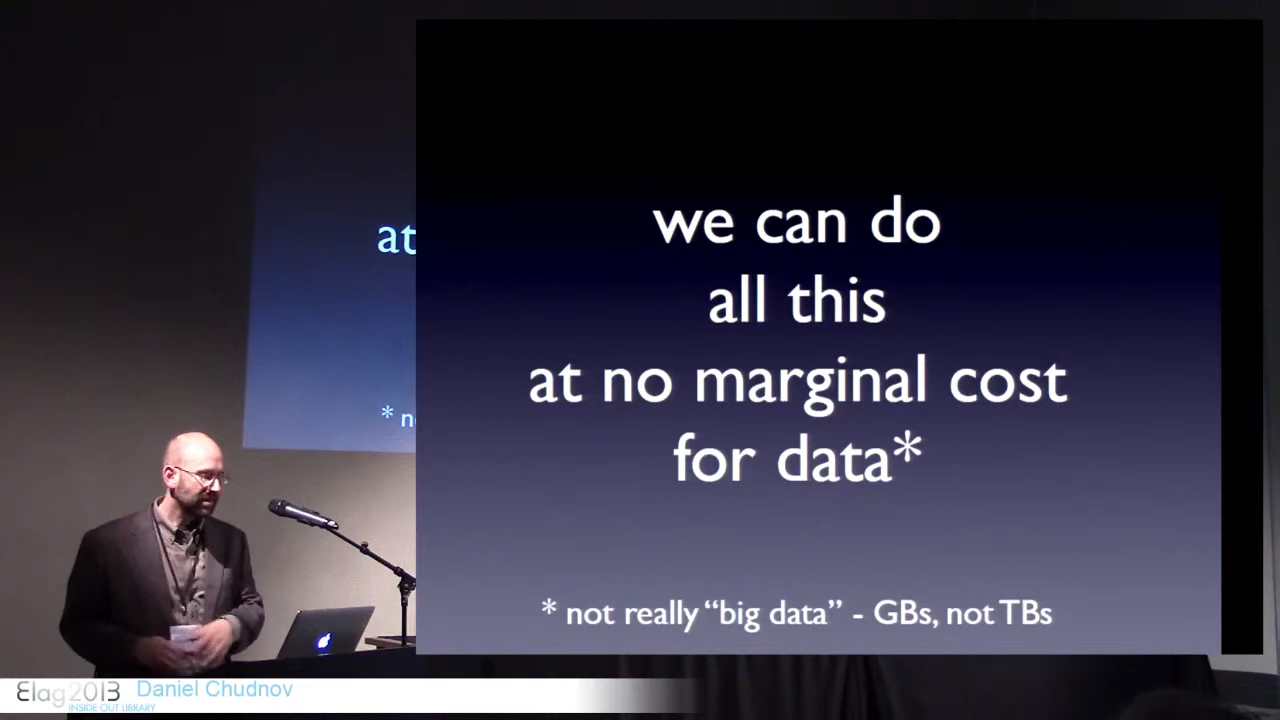 we can do
all this
at no marginal cost
for data*
* not really “big data” - GBs, not TBs
at
* n
Elag2013 Daniel Chudnov
INSIDE OUT LIBRARY